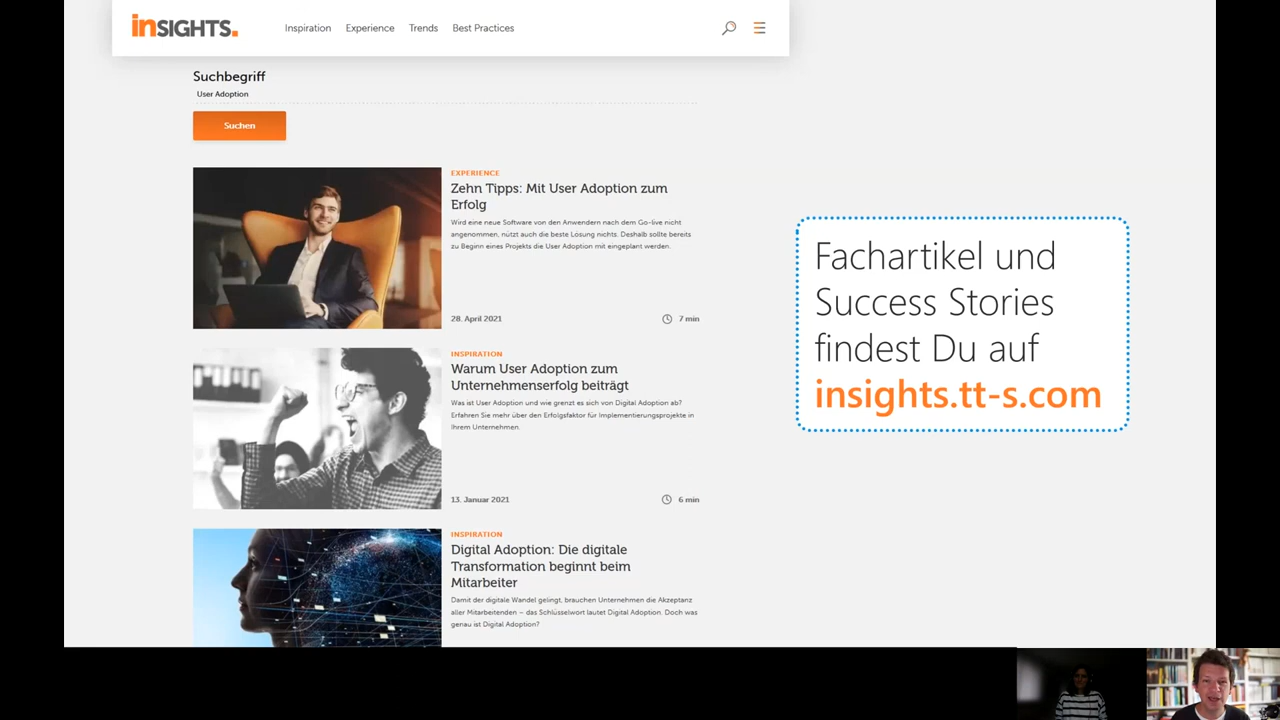 inSIGHTS.
Inspiration Experience Trends Best Practices
Suchbegriff
User Adoption
Suchen
EXPERIENCE
Zehn Tipps: Mit User Adoption zum
Erfolg
Wird eine neue Software von den Anwendern nach dem Go-live nicht
angenommen, nützt auch die beste Lösung nichts. Deshalb sollte bereits
zu Beginn eines Projekts die User Adoption mit eingeplant werden.
28. April 2021 7 min
INSPIRATION
Warum User Adoption zum
Unternehmenserfolg beiträgt
Was ist User Adoption und wie grenzt es sich von Digital Adoption ab?
Erfahren Sie mehr über den Erfolgsfaktor für Implementierungsprojekte in
Ihrem Unternehmen.
13. Januar 2021 6 min
INSPIRATION
Digital Adoption: Die digitale
Transformation beginnt beim
Mitarbeiter
Damit der digitale Wandel gelingt, brauchen Unternehmen die Akzeptanz
aller Mitarbeitenden – das Schlüsselwort lautet Digital Adoption. Doch was
genau ist Digital Adoption?
Fachartikel und
Success Stories
findest Du auf
insights.tt-s.com